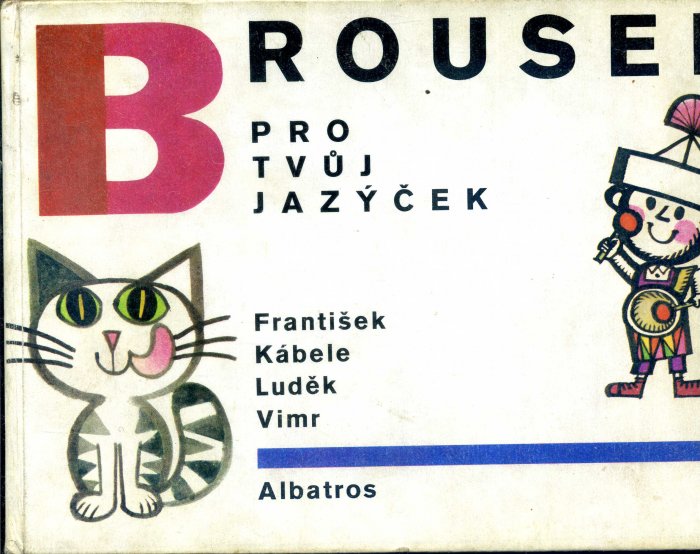 BROUSE
PRO
TVŮJ
JAZÝČEK
František
Kábele
Luděk
Vimr
Albatros